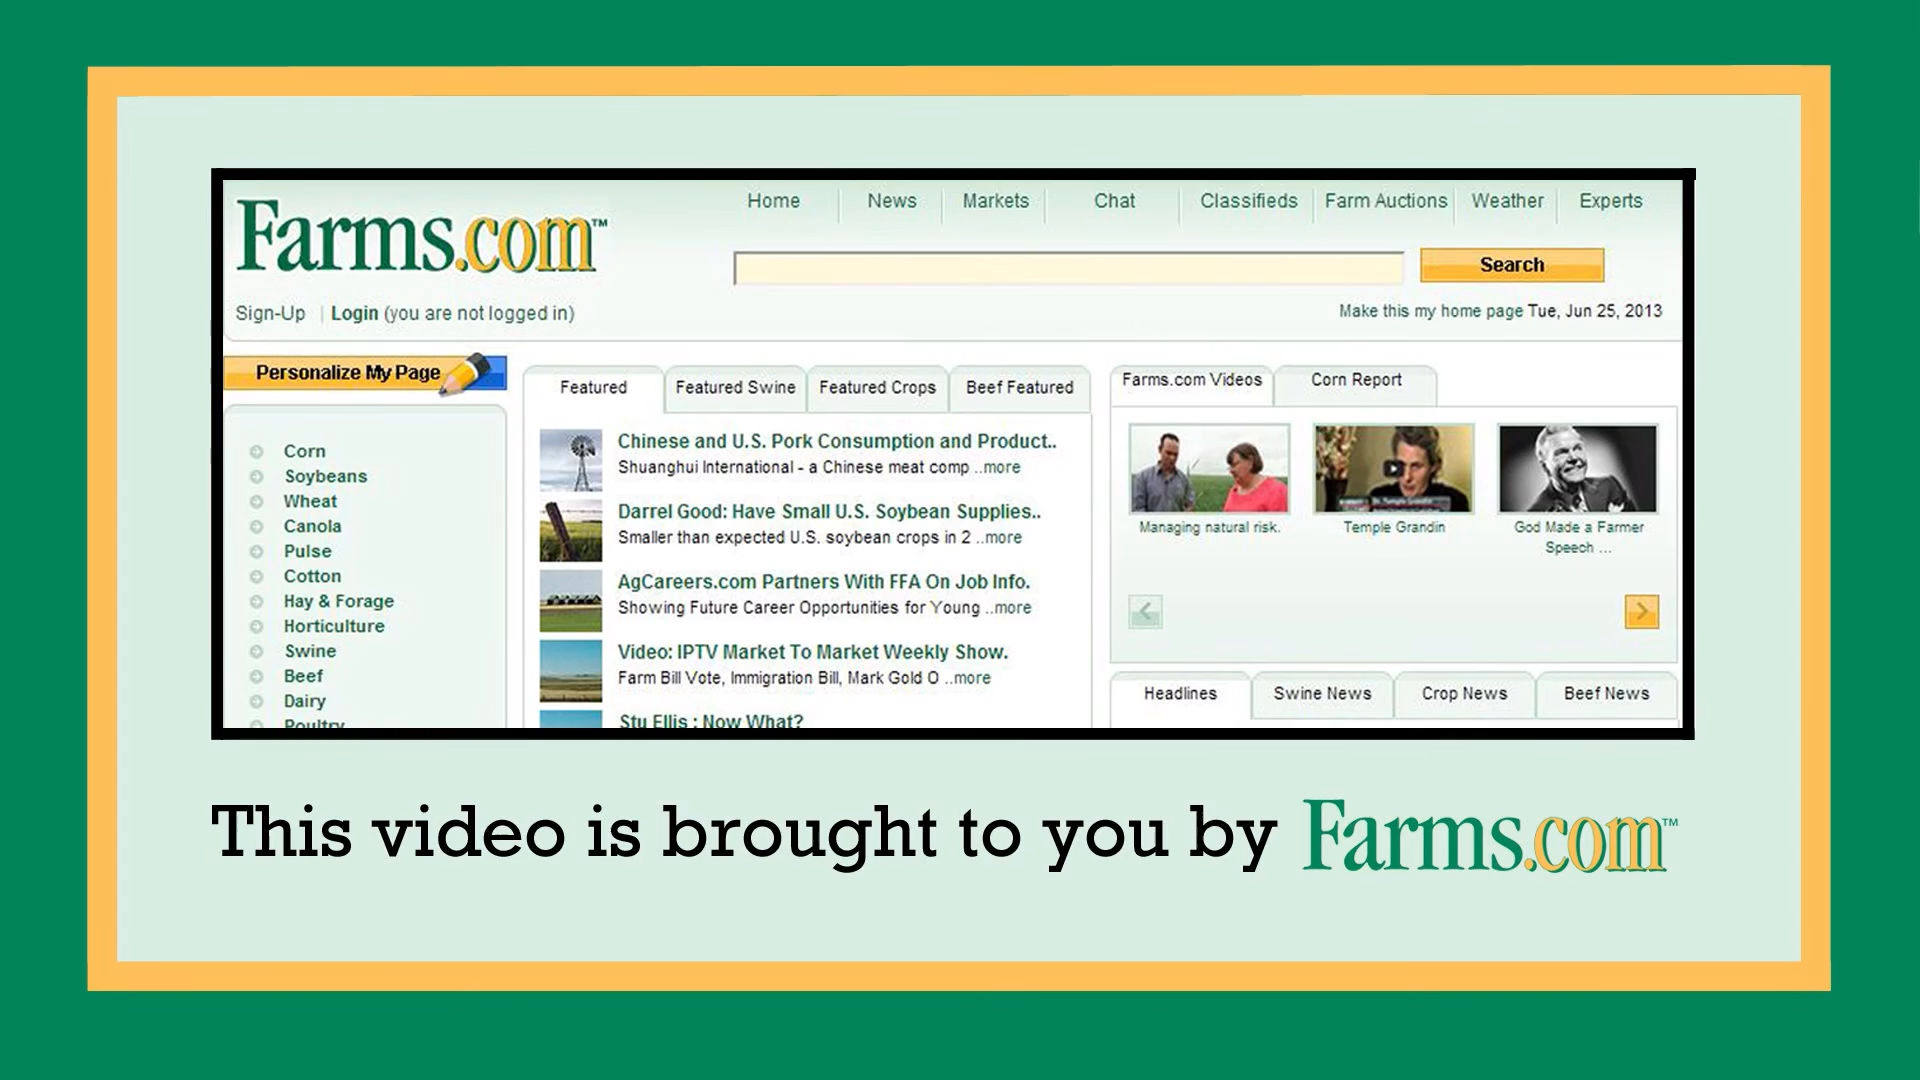 Farms.com™
Home News Markets Chat Classifieds Farm Auctions Weather Experts
Search
Sign-Up | Login (you are not logged in)
Make this my home page Tue, Jun 25, 2013
Personalize My Page
Corn
Soybeans
Wheat
Canola
Pulse
Cotton
Hay & Forage
Horticulture
Swine
Beef
Dairy
Poultry
Featured Featured Swine Featured Crops Beef Featured
Chinese and U.S. Pork Consumption and Product..
Shuanghui International - a Chinese meat comp ..more
Darrel Good: Have Small U.S. Soybean Supplies..
Smaller than expected U.S. soybean crops in 2 ..more
AgCareers.com Partners With FFA On Job Info.
Showing Future Career Opportunities for Young ..more
Video: IPTV Market To Market Weekly Show.
Farm Bill Vote, Immigration Bill, Mark Gold O ..more
Stu Ellis : Now What?
Farms.com Videos Corn Report
Dr. Temple Grandin
Managing natural risk.
Temple Grandin
God Made a Farmer
Speech ...
Headlines Swine News Crop News Beef News
This video is brought to you by Farms.com™